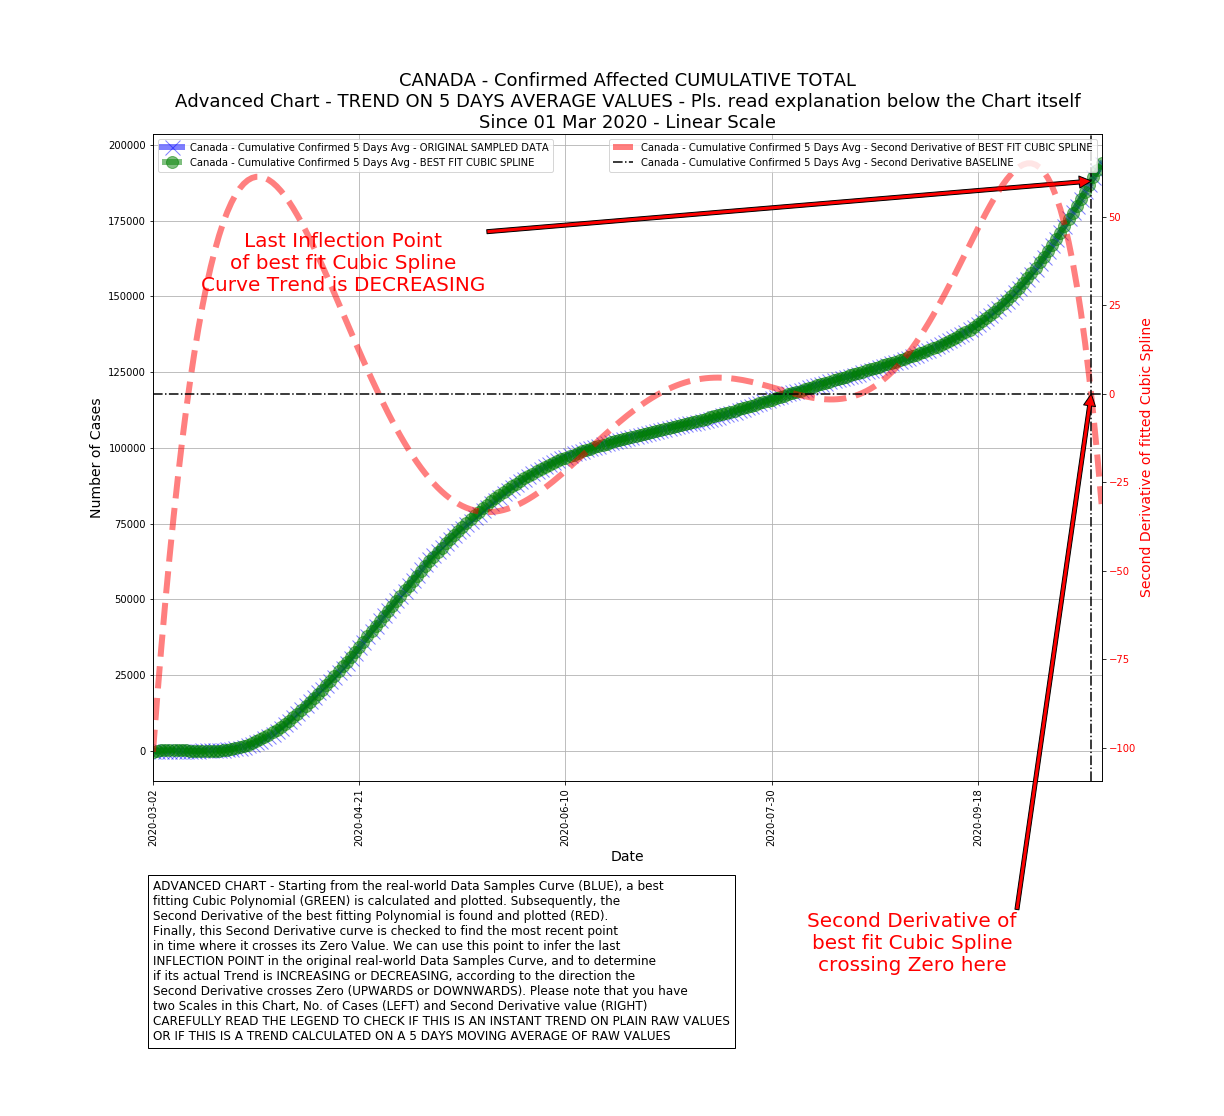 CANADA - Confirmed Affected CUMULATIVE TOTAL
Advanced Chart - TREND ON 5 DAYS AVERAGE VALUES - Pls. read explanation below the Chart itself
Since 01 Mar 2020 - Linear Scale
Canada - Cumulative Confirmed 5 Days Avg - ORIGINAL SAMPLED DATA
Canada - Cumulative Confirmed 5 Days Avg - BEST FIT CUBIC SPLINE
Canada - Cumulative Confirmed 5 Days Avg - Second Derivative of BEST FIT CUBIC SPLINE
Canada - Cumulative Confirmed 5 Days Avg - Second Derivative BASELINE
Last Inflection Point
of best fit Cubic Spline
Curve Trend is DECREASING
Number of Cases
200000
175000
150000
125000
100000
75000
50000
25000
0
50
25
0
−25
−50
−75
−100
Second Derivative of fitted Cubic Spline
2020-03-02
2020-04-21
2020-06-10
2020-07-30
2020-09-18
Date
ADVANCED CHART - Starting from the real-world Data Samples Curve (BLUE), a best
fitting Cubic Polynomial (GREEN) is calculated and plotted. Subsequently, the
Second Derivative of the best fitting Polynomial is found and plotted (RED).
Finally, this Second Derivative curve is checked to find the most recent point
in time where it crosses its Zero Value. We can use this point to infer the last
INFLECTION POINT in the original real-world Data Samples Curve, and to determine
if its actual Trend is INCREASING or DECREASING, according to the direction the
Second Derivative crosses Zero (UPWARDS or DOWNWARDS). Please note that you have
two Scales in this Chart, No. of Cases (LEFT) and Second Derivative value (RIGHT)
CAREFULLY READ THE LEGEND TO CHECK IF THIS IS AN INSTANT TREND ON PLAIN RAW VALUES
OR IF THIS IS A TREND CALCULATED ON A 5 DAYS MOVING AVERAGE OF RAW VALUES
Second Derivative of
best fit Cubic Spline
crossing Zero here